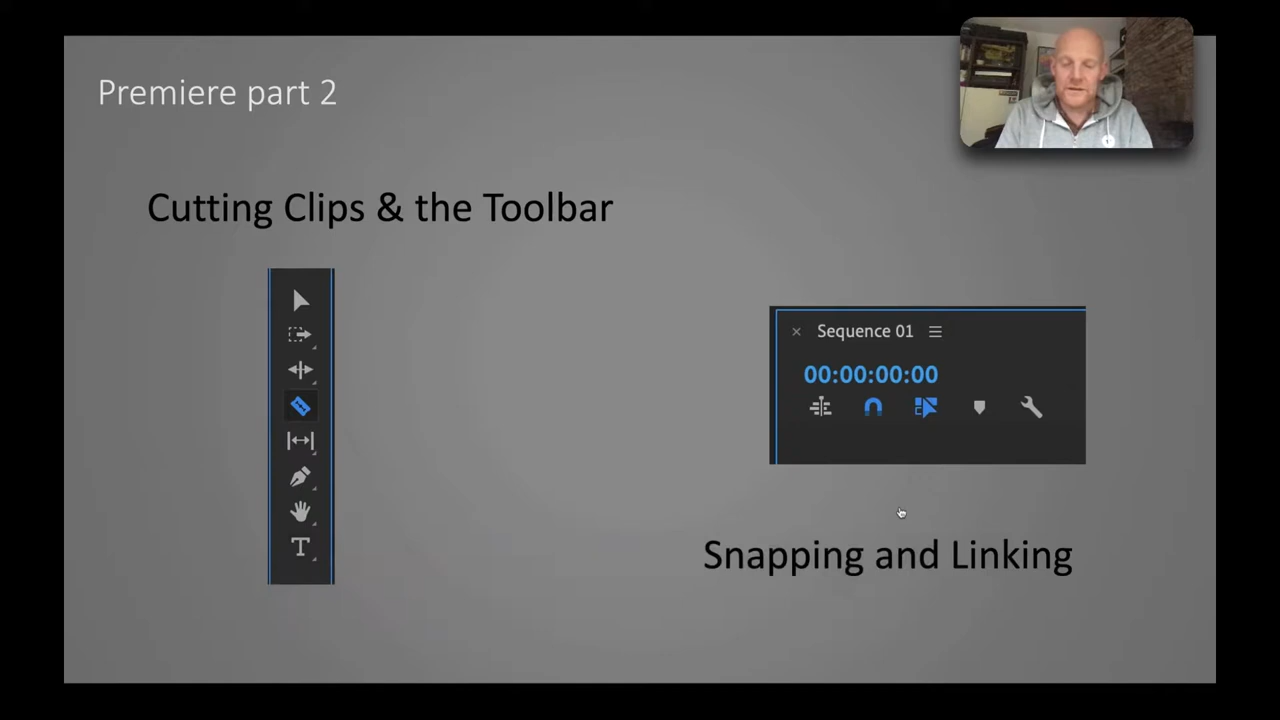 Premiere part 2
Cutting Clips & the Toolbar
Sequence 01
00:00:00:00
Snapping and Linking